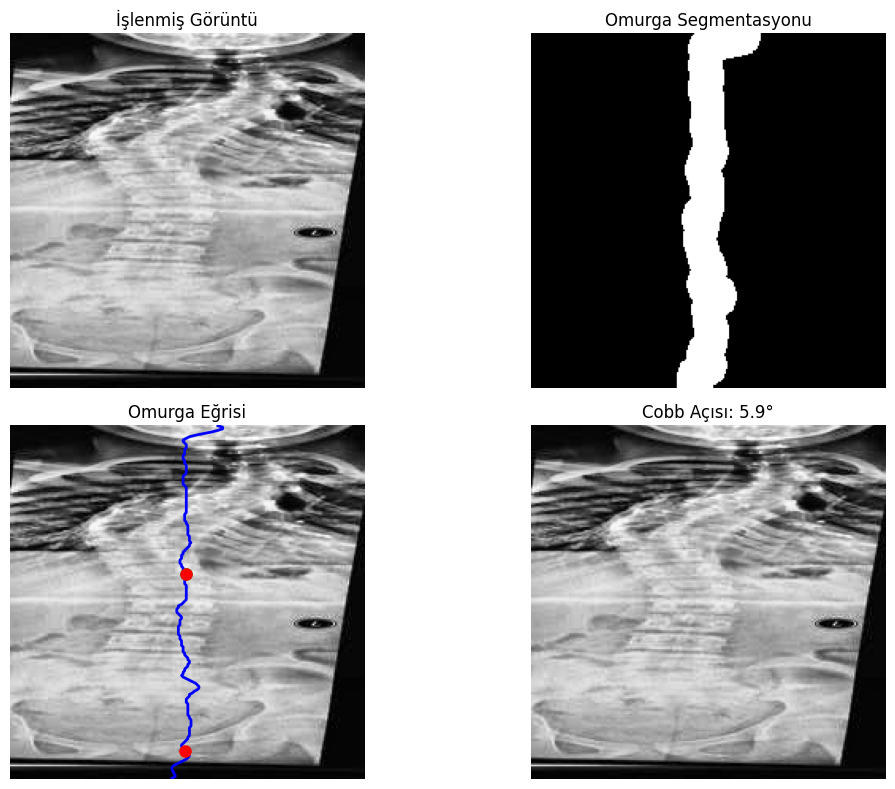 İşlenmiş Görüntü
Omurga Segmentasyonu
Omurga Eğrisi
Cobb Açısı: 5.9°